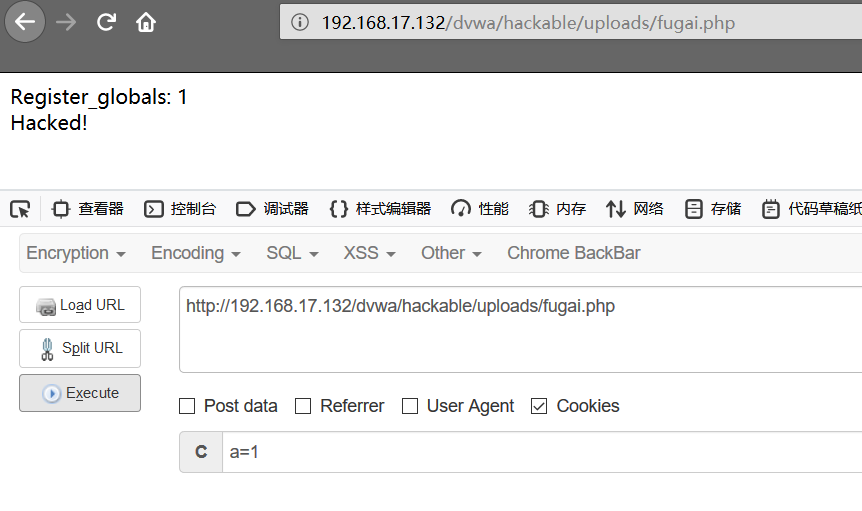 192.168.17.132/dvwa/hackable/uploads/fugai.php
Register_globals: 1
Hacked!
查看器 控制台 调试器 样式编辑器 性能 内存 网络 存储 代码草稿纸
Encryption Encoding SQL XSS Other Chrome BackBar
Load URL
http://192.168.17.132/dvwa/hackable/uploads/fugai.php
Split URL
Execute
Post data Referrer User Agent Cookies
C a=1